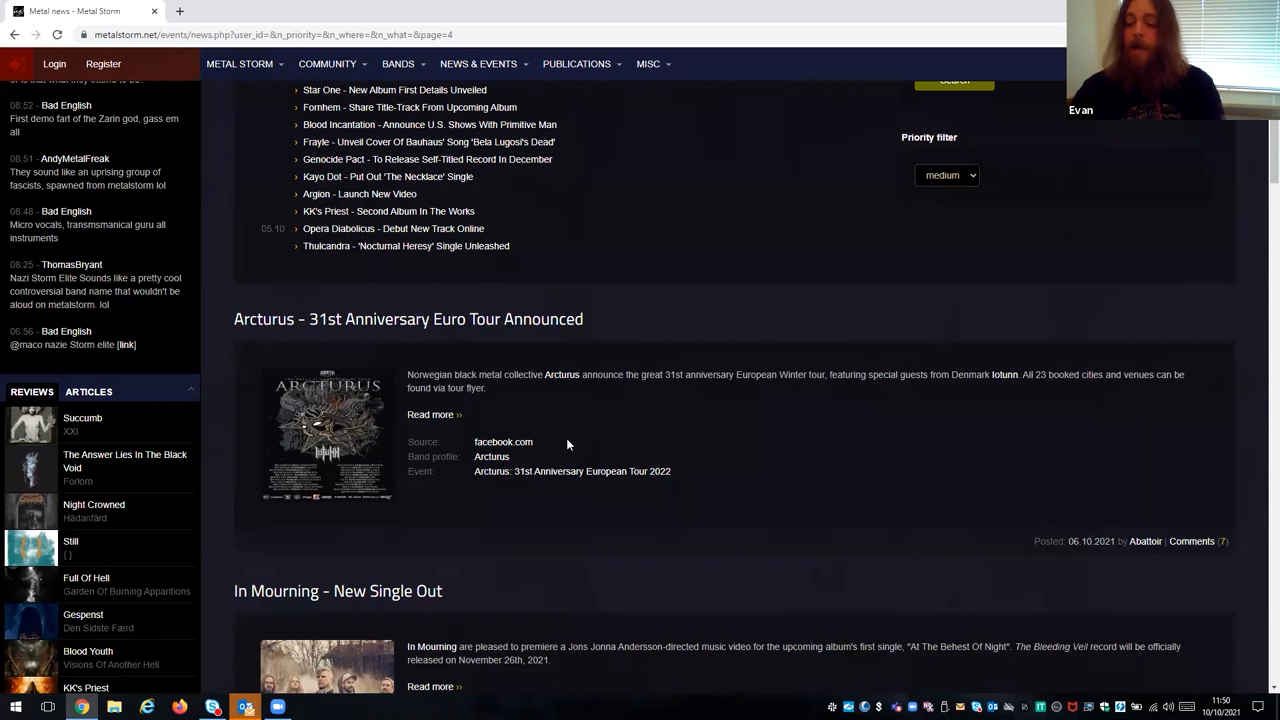 Metal news - Metal Storm
metalstorm.net/events/news.php?user_id=&n_priority=&n_where=&n_what=&page=4
Login
Register
METAL STORM
COMMUNITY
BANDS
NEWS & EVENTS
PUBLICATIONS
MISC
Evan
08:52 - Bad English
First demo fart of the Zarin god, gass em
all
08:51 - AndyMetalFreak
They sound like an uprising group of
fascists, spawned from metalstorm lol
08:48 - Bad English
Micro vocals, transmsmanical guru all
instruments
08:25 - ThomasBryant
Nazi Storm Elite Sounds like a pretty cool
controversial band name that wouldn't be
aloud on metalstorm. lol
06:56 - Bad English
@maco nazie Storm elite [link]
REVIEWS
ARTICLES
Succumb
XXI
The Answer Lies In The Black
Void
Forlorn
Night Crowned
Hädanfärd
Still
{ }
Full Of Hell
Garden Of Burning Apparitions
Gespenst
Den Sidste Færd
Blood Youth
Visions Of Another Hell
KK's Priest
Star One - New Album First Details Unveiled
Fornhem - Share Title-Track From Upcoming Album
Blood Incantation - Announce U.S. Shows With Primitive Man
Frayle - Unveil Cover Of Bauhaus' Song 'Bela Lugosi's Dead'
Genocide Pact - To Release Self-Titled Record In December
Kayo Dot - Put Out 'The Necklace' Single
Argion - Launch New Video
KK's Priest - Second Album In The Works
05.10 › Opera Diabolicus - Debut New Track Online
Thulcandra - 'Nocturnal Heresy' Single Unleashed
Search
Priority filter
medium
Arcturus - 31st Anniversary Euro Tour Announced
ARCTURUS
IOTUNN
Norwegian black metal collective Arcturus announce the great 31st anniversary European Winter tour, featuring special guests from Denmark Iotunn. All 23 booked cities and venues can be
found via tour flyer.
Read more ››
Source: facebook.com
Band profile: Arcturus
Event: Arcturus: 31st Anniversary European Tour 2022
Posted: 06.10.2021 by Abattoir | Comments (7)
In Mourning - New Single Out
In Mourning are pleased to premiere a Jons Jonna Andersson-directed music video for the upcoming album's first single, "At The Behest Of Night". The Bleeding Veil record will be officially
released on November 26th, 2021.
Read more ››
11:50
10/10/2021